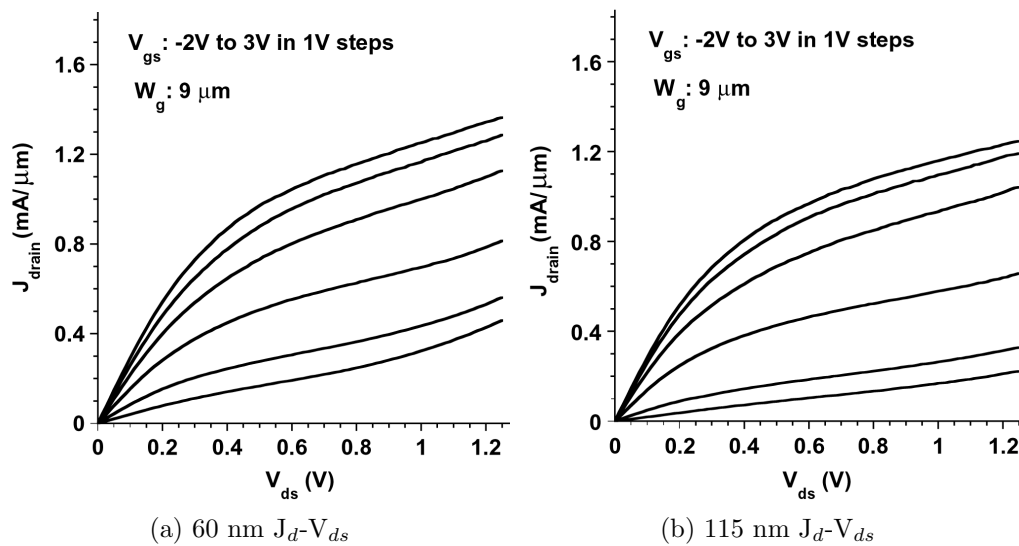 V_gs: -2V to 3V in 1V steps
W_g: 9 μm
J_drain (mA/μm)
1.6
1.2
0.8
0.4
0
0 0.2 0.4 0.6 0.8 1 1.2
V_ds (V)
(a) 60 nm J_d-V_ds
V_gs: -2V to 3V in 1V steps
W_g: 9 μm
J_drain (mA/μm)
1.6
1.2
0.8
0.4
0
0 0.2 0.4 0.6 0.8 1 1.2
V_ds (V)
(b) 115 nm J_d-V_ds